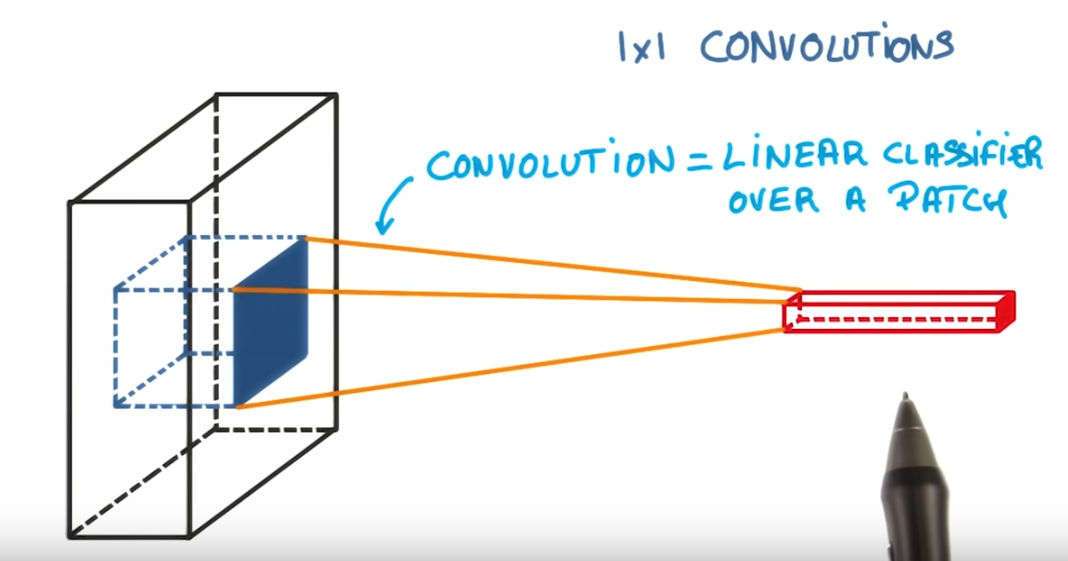 1x1 CONVOLUTIONS
CONVOLUTION = LINEAR CLASSIFIER
OVER A PATCH